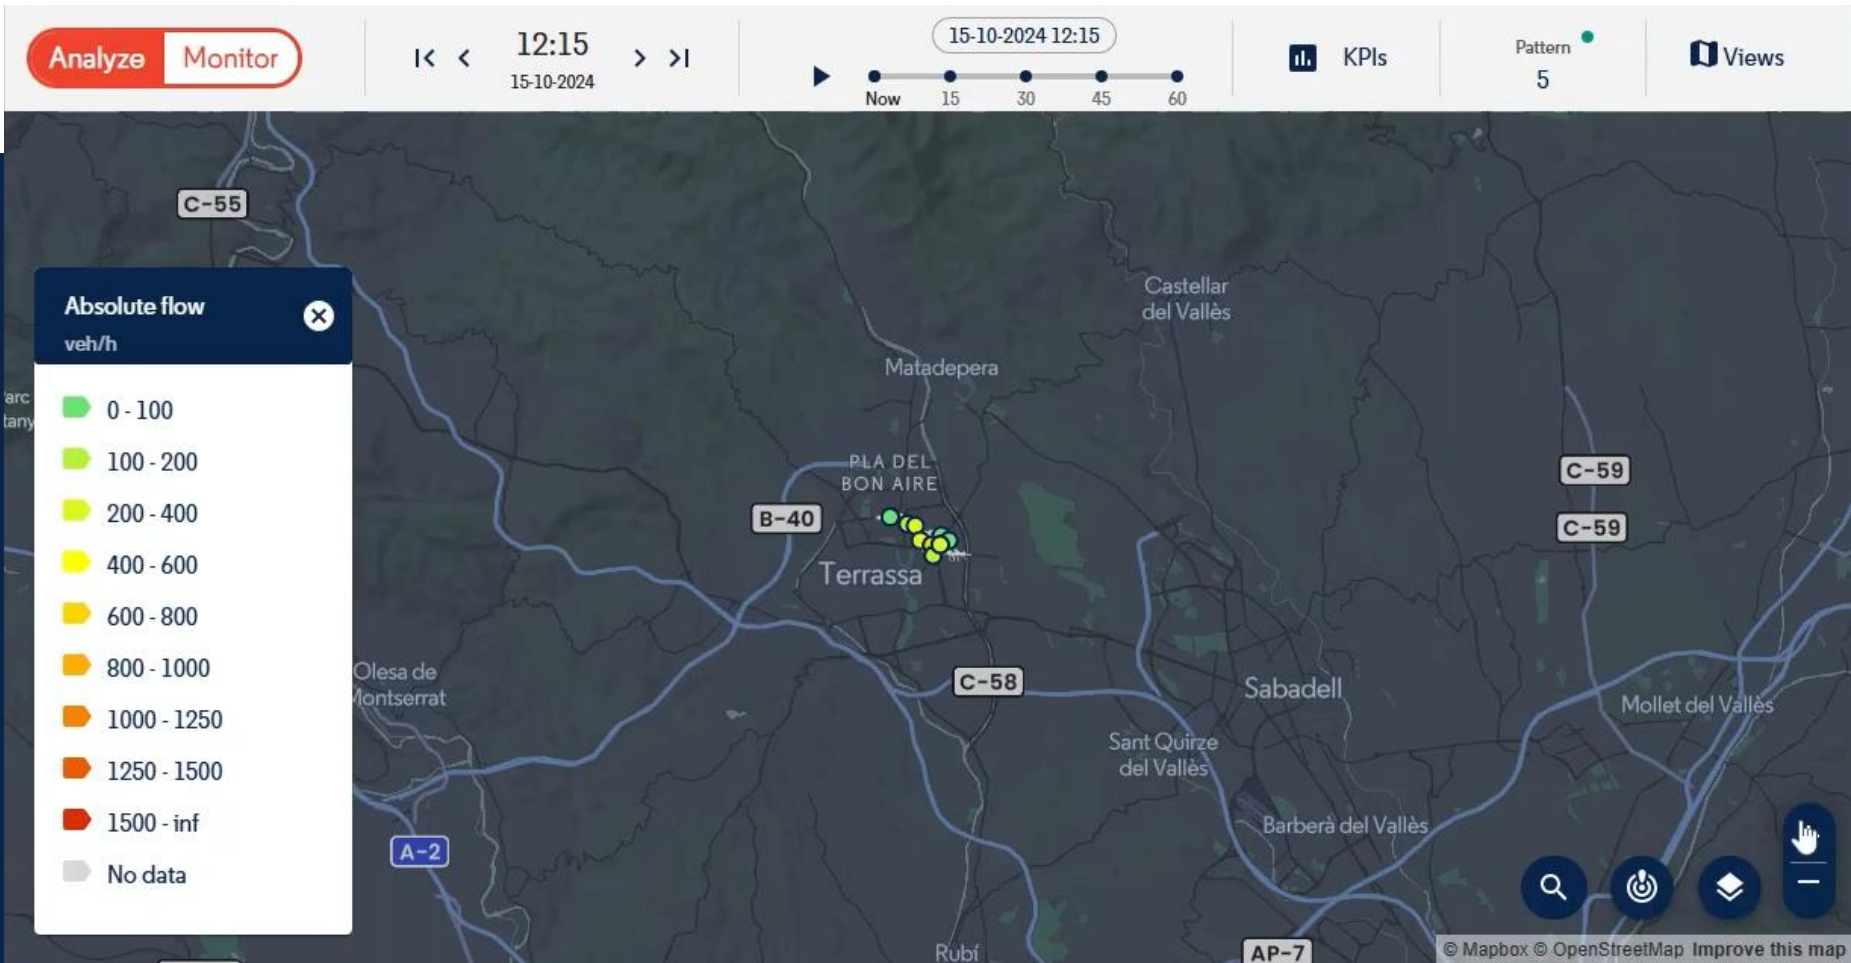 Analyze
Monitor
12:15
15-10-2024
15-10-2024 12:15
Now 15 30 45 60
KPIs
Pattern
5
Views
C-55
Absolute flow
veh/h
0 - 100
100 - 200
200 - 400
400 - 600
600 - 800
800 - 1000
1000 - 1250
1250 - 1500
1500 - inf
No data
Castellar
del Vallès
Matadepera
PLA DEL
BON AIRE
B-40
Terrassa
C-59
C-59
Olesa de
C-58
Sabadell
Mollet del Vallès
Sant Quirze
del Vallès
Barberà del Vallès
A-2
Rubí
AP-7
© Mapbox © OpenStreetMap Improve this map